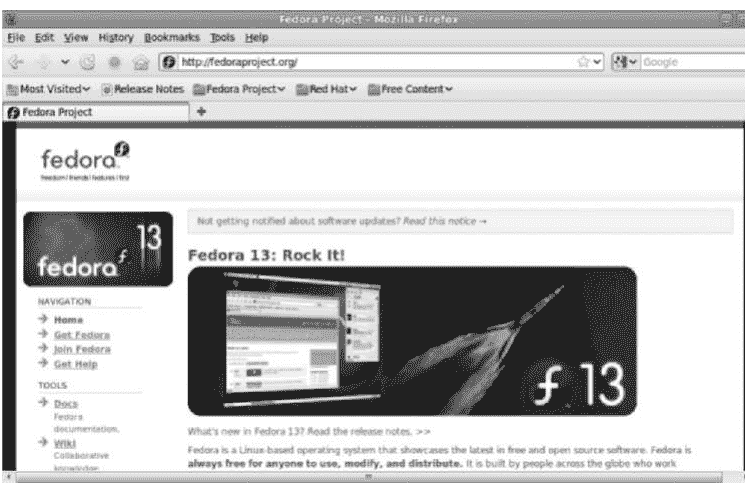 Fedora Project - Mozilla Firefox
File Edit View History Bookmarks Tools Help
http://fedoraproject.org/
Google
Most Visited Release Notes Fedora Project Red Hat Free Content
Fedora Project
fedora
freedom | friends | features | first
Not getting notified about software updates? Read this notice →
13
fedora
Fedora 13: Rock It!
NAVIGATION
→ Home
→ Get Fedora
→ Join Fedora
→ Get Help
f 13
TOOLS
→ Docs
Fedora
documentation.
→ Wiki
Collaborative
knowledge
What's new in Fedora 13? Read the release notes. >>
Fedora is a Linux-based operating system that showcases the latest in free and open source software. Fedora is
always free for anyone to use, modify, and distribute. It is built by people across the globe who work